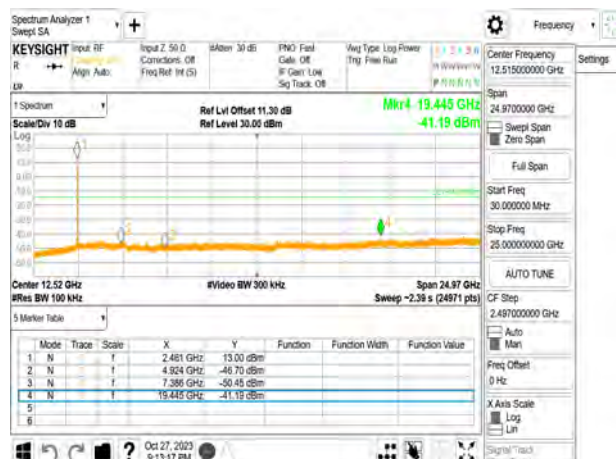 Spectrum Analyzer 1
Swept SA
Frequency
KEYSIGHT
Input: RF
Align: Auto
Input Z: 50 Ω
Corrections: Off
Freq Ref: Int (S)
#Atten: 30 dB
PNO: Fast
Gate: Off
IF Gain: Low
Sig Track: Off
Avg Type: Log-Power
Trig: Free Run
Center Frequency
12.515000000 GHz
Settings
Span
24.9700000 GHz
Swept Span
Zero Span
Full Span
Start Freq
30.000000 MHz
Stop Freq
25.000000000 GHz
AUTO TUNE
CF Step
2.497000000 GHz
Auto
Man
Freq Offset
0 Hz
X Axis Scale
Log
Lin
Signal Track
1 Spectrum
Scale/Div 10 dB
Ref Lvl Offset 11.30 dB
Ref Level 30.00 dBm
Mkr4 19.445 GHz
-41.19 dBm
Log
Center 12.52 GHz
#Video BW 300 kHz
Span 24.97 GHz
#Res BW 100 kHz
Sweep ~2.39 s (24971 pts)
5 Marker Table
Mode Trace Scale X Y Function Function Width Function Value
1 N f 2.461 GHz 13.00 dBm
2 N f 4.924 GHz -46.70 dBm
3 N f 7.386 GHz -50.45 dBm
4 N f 19.445 GHz -41.19 dBm
5
6
?
Oct 27, 2023
9:13:17 PM